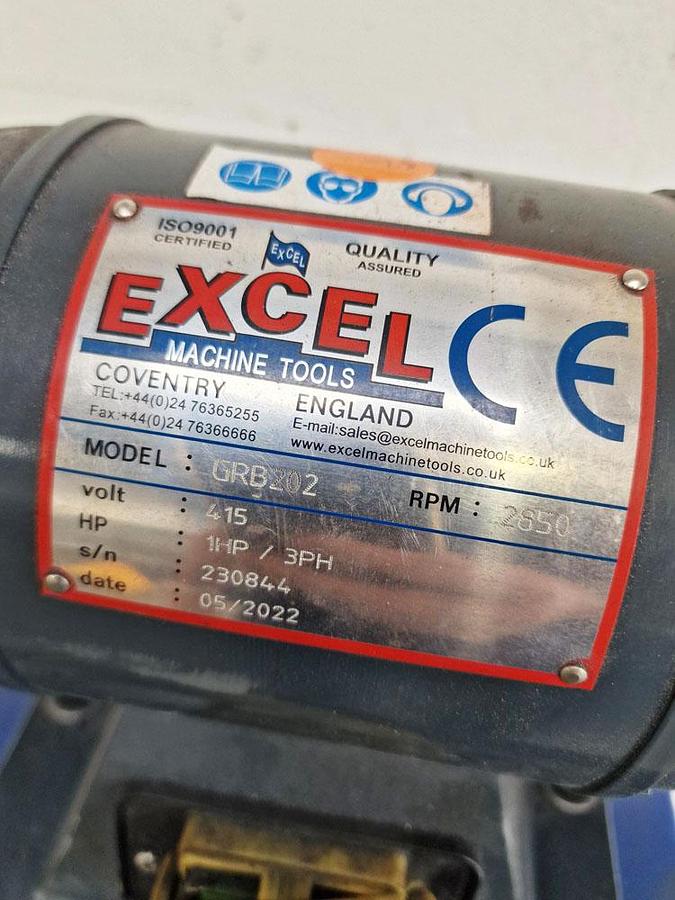 ISO9001
CERTIFIED
EXCEL
QUALITY
ASSURED
EXCEL
MACHINE TOOLS
CE
COVENTRY
ENGLAND
TEL:+44(0)24 76365255
Fax:+44(0)24 76366666
E-mail:sales@excelmachinetools.co.uk
www.excelmachinetools.co.uk
MODEL : GRB202
RPM : 2850
volt : 415
HP : 1HP / 3PH
s/n : 230844
date : 05/2022